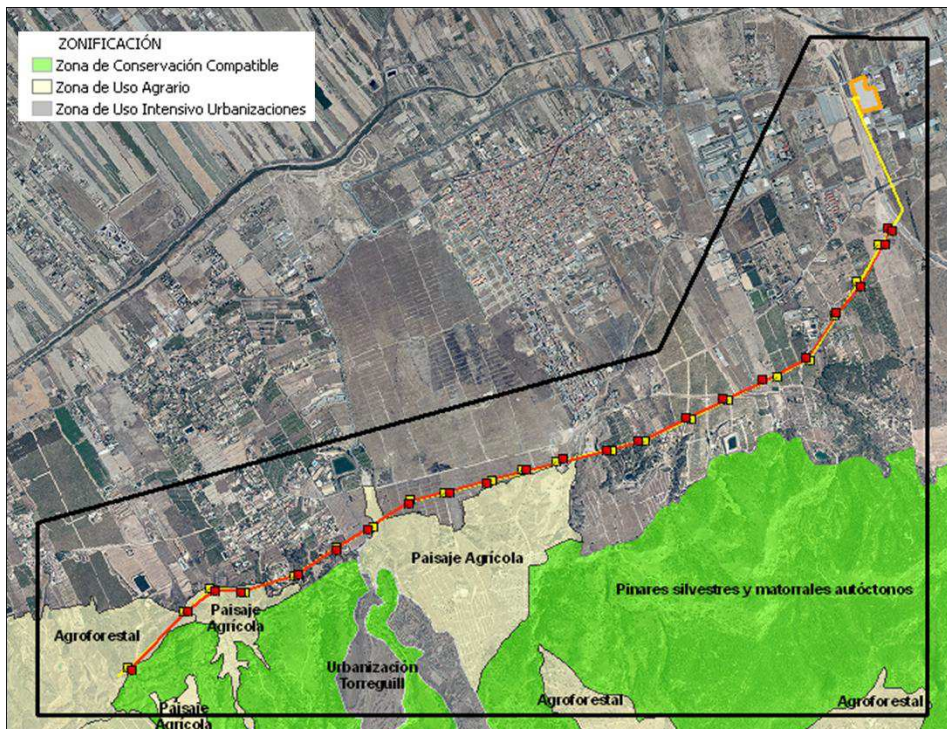 ZONIFICACIÓN
Zona de Conservación Compatible
Zona de Uso Agrario
Zona de Uso Intensivo Urbanizaciones
Paisaje Agrícola
Pinares silvestres y matorrales autóctonos
Paisaje
Agrícola
Agroforestal
Urbanización
Torreguill
Agroforestal
Agroforestal
Paisaje
Agrícola